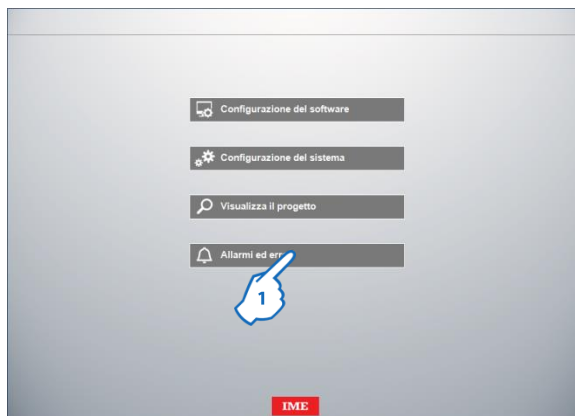 Configurazione del software
Configurazione del sistema
Visualizza il progetto
Allarmi ed
1
IME